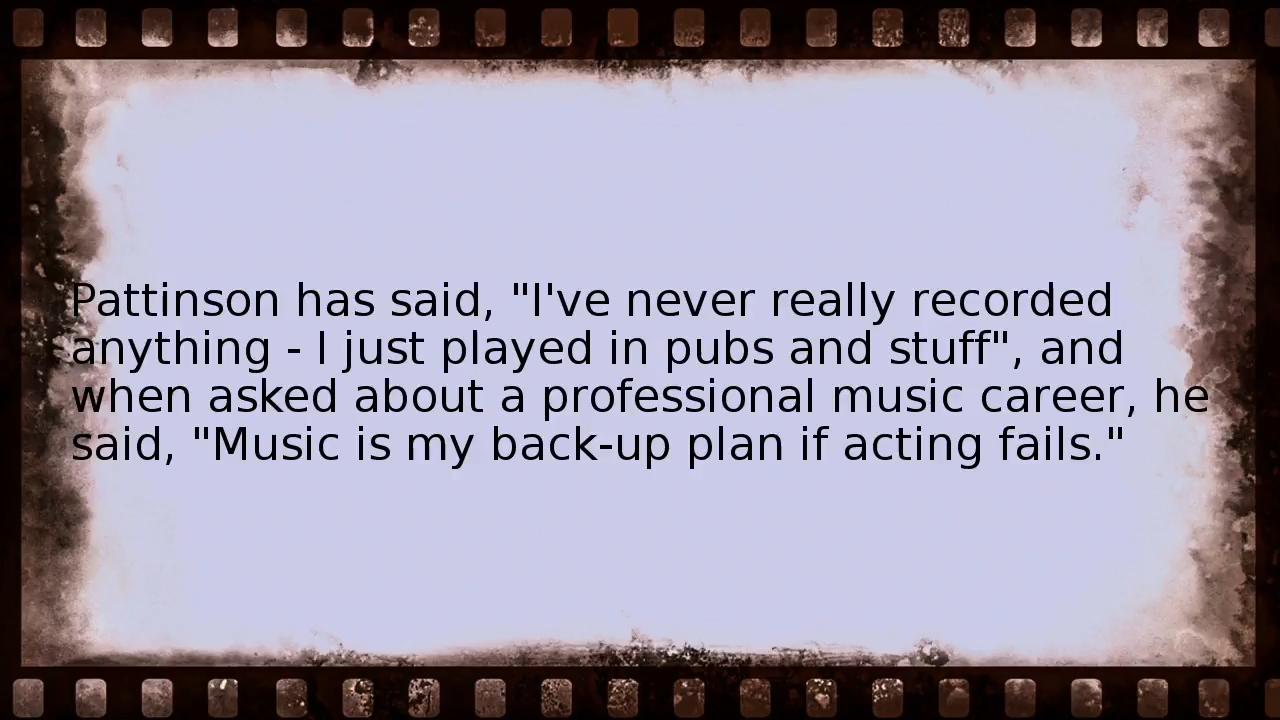 Pattinson has said, "I've never really recorded
anything - I just played in pubs and stuff", and
when asked about a professional music career, he
said, "Music is my back-up plan if acting fails."